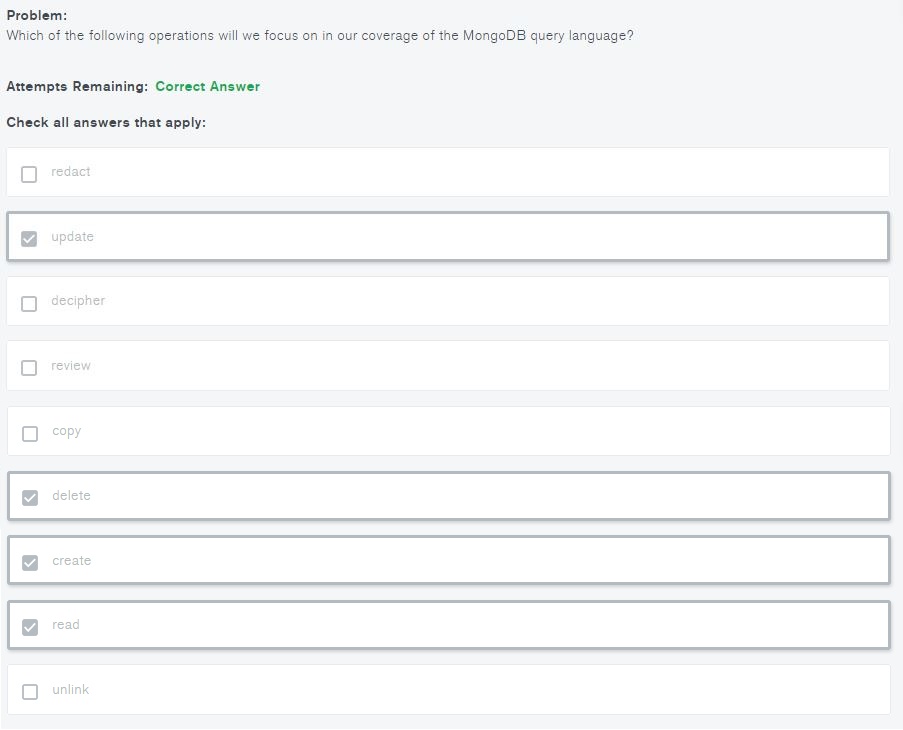 Problem:
Which of the following operations will we focus on in our coverage of the MongoDB query language?
Attempts Remaining: Correct Answer
Check all answers that apply:
redact
update
decipher
review
copy
delete
create
read
unlink